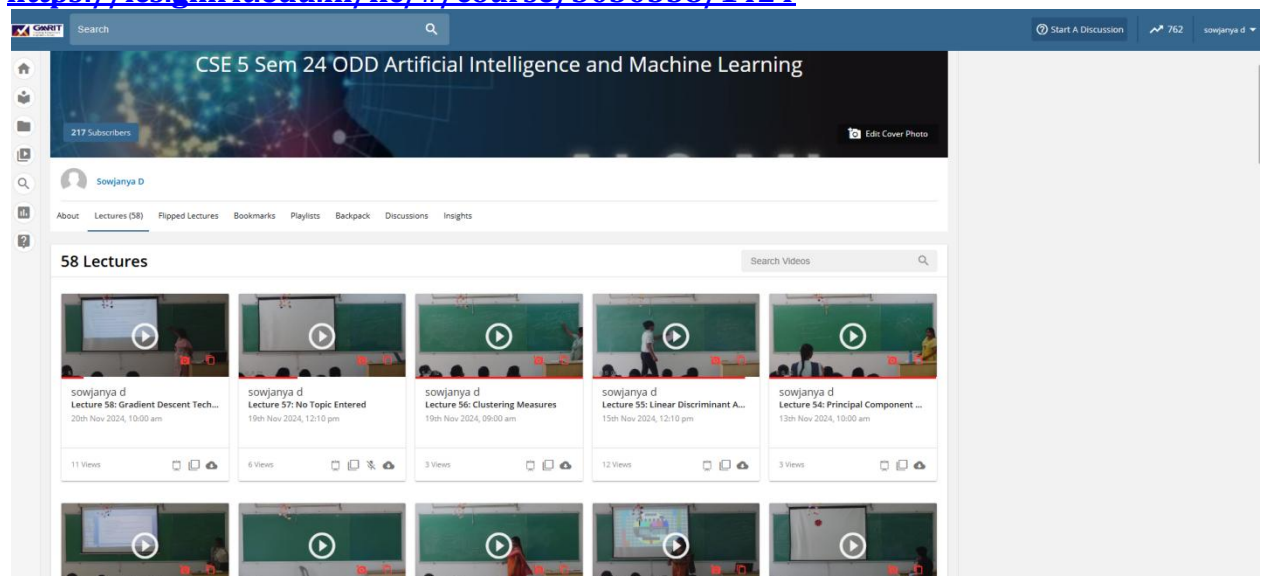 GMRIT
Search
Start A Discussion
762
sowjanya d
CSE 5 Sem 24 ODD Artificial Intelligence and Machine Learning
217 Subscribers
Edit Cover Photo
Sowjanya D
About Lectures (58) Flipped Lectures Bookmarks Playlists Backpack Discussions Insights
58 Lectures
Search Videos
sowjanya d
Lecture 58: Gradient Descent Tech...
20th Nov 2024, 10:00 am
11 Views
sowjanya d
Lecture 57: No Topic Entered
19th Nov 2024, 12:10 pm
6 Views
sowjanya d
Lecture 56: Clustering Measures
19th Nov 2024, 09:00 am
3 Views
sowjanya d
Lecture 55: Linear Discriminant A...
15th Nov 2024, 12:10 pm
12 Views
sowjanya d
Lecture 54: Principal Component ...
13th Nov 2024, 10:00 am
3 Views